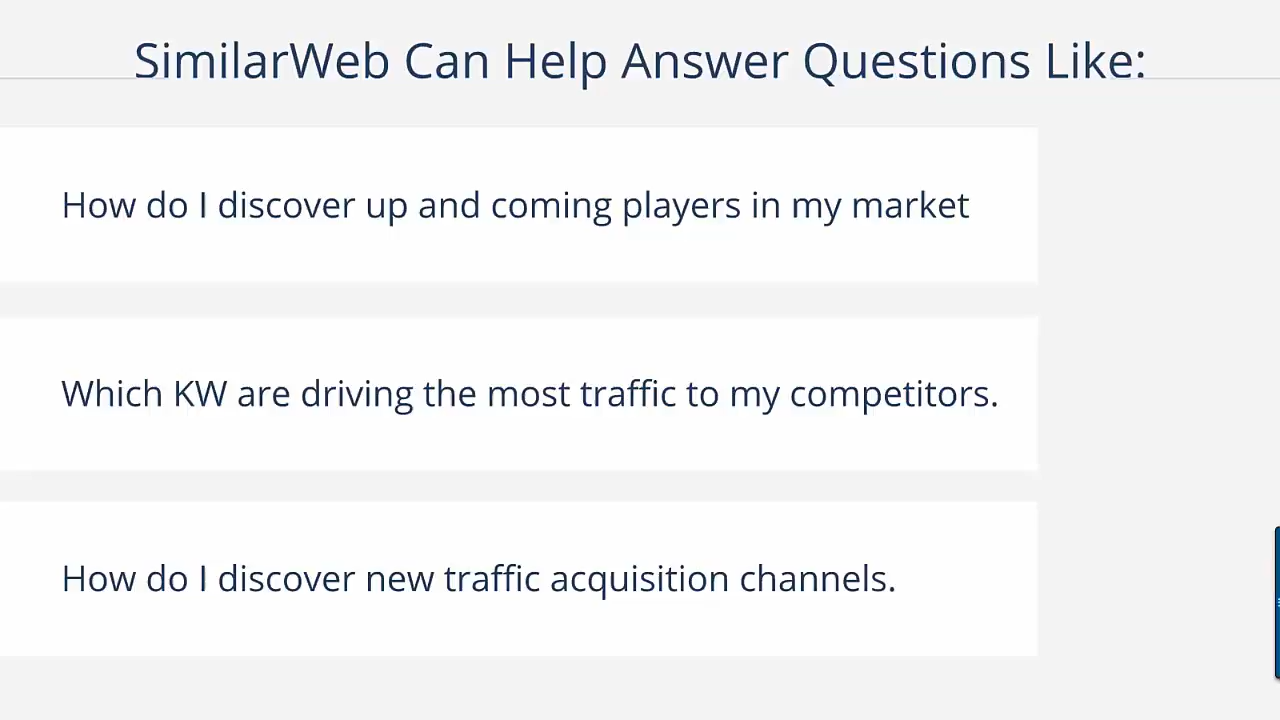 SimilarWeb Can Help Answer Questions Like:
How do I discover up and coming players in my market
Which KW are driving the most traffic to my competitors.
How do I discover new traffic acquisition channels.